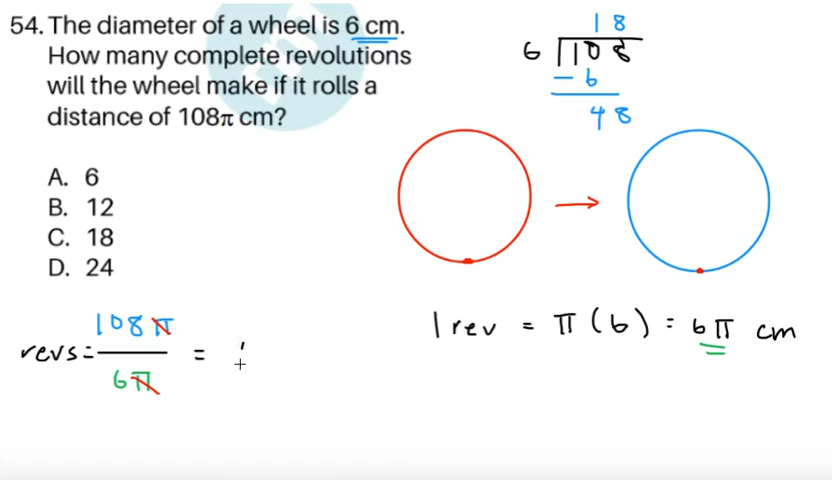 54. The diameter of a wheel is 6 cm.
How many complete revolutions
will the wheel make if it rolls a
distance of 108π cm?
A. 6
B. 12
C. 18
D. 24
18
6 108
- 6
48
1 rev = π (6) = 6π cm
revs = 108π
6π
=